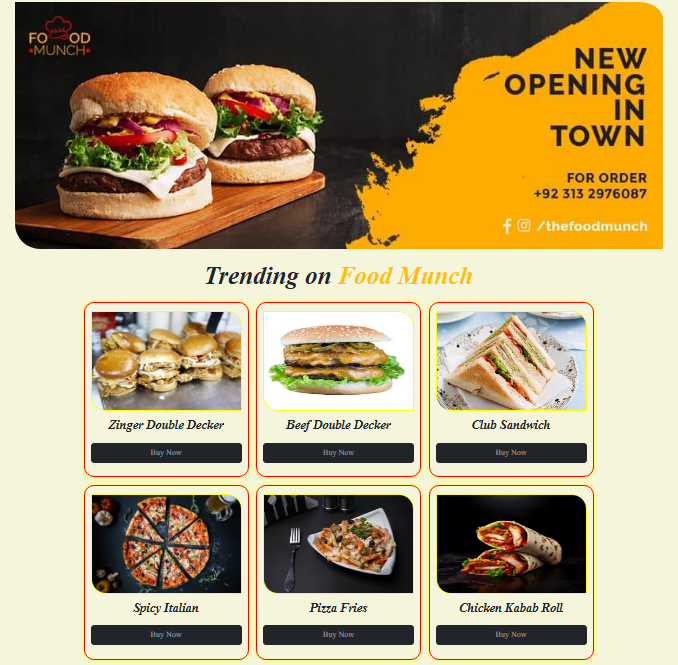 FOOD
MUNCH
NEW
OPENING
IN
TOWN
FOR ORDER
+92 313 2976087
/thefoodmunch
Trending on Food Munch
Zinger Double Decker
Beef Double Decker
Club Sandwich
Buy Now
Buy Now
Buy Now
Spicy Italian
Pizza Fries
Chicken Kabab Roll
Buy Now
Buy Now
Buy Now